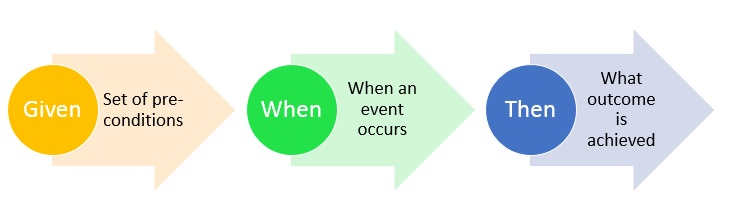 Given
Set of pre-
conditions
When
When an
event
occurs
Then
What
outcome
is
achieved